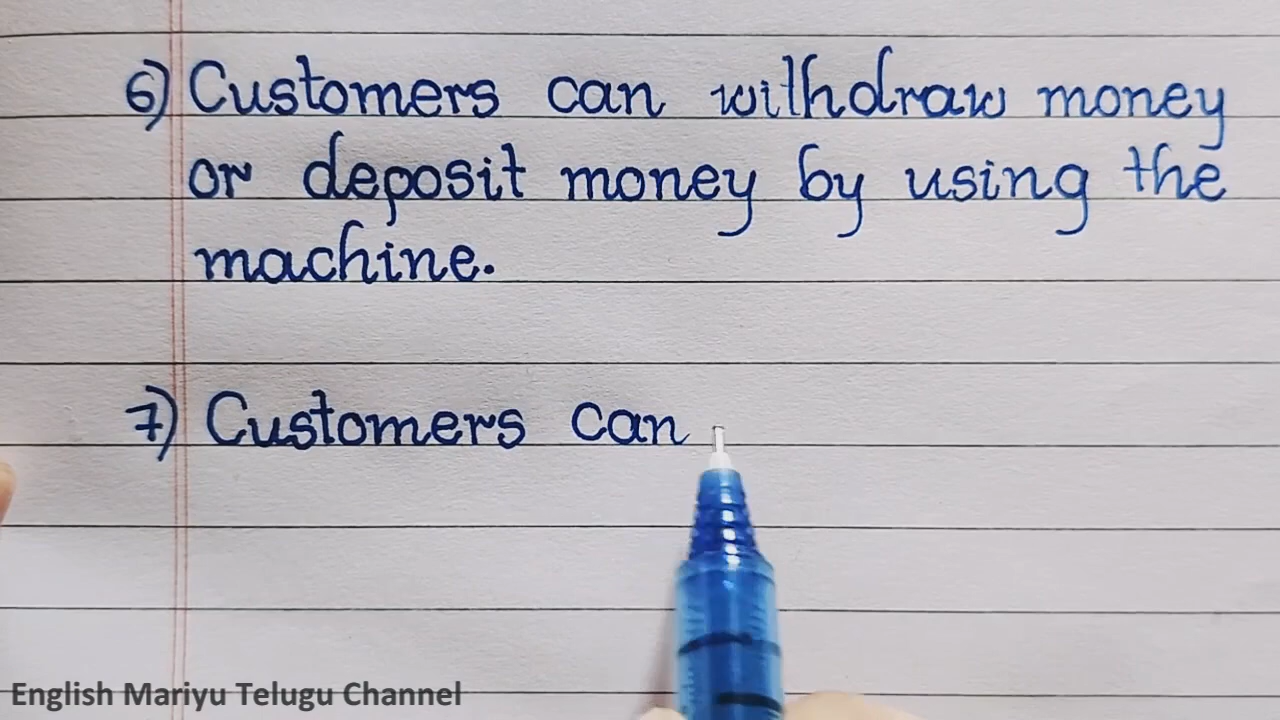 6) Customers can withdraw money
or deposit money by using the
machine.
7) Customers can
English Mariyu Telugu Channel